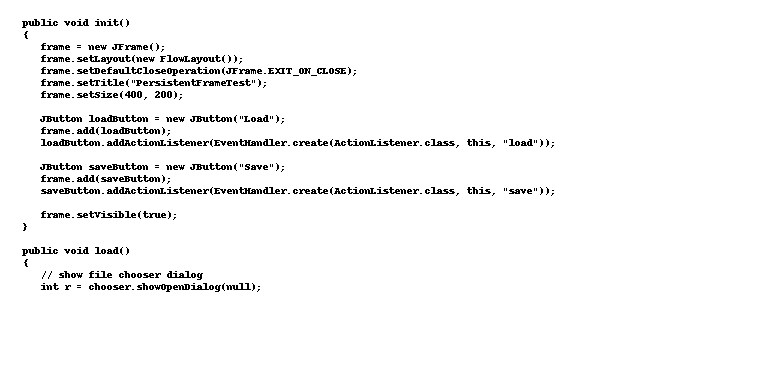 public void init()
{
frame = new JFrame();
frame.setLayout(new FlowLayout());
frame.setDefaultCloseOperation(JFrame.EXIT_ON_CLOSE);
frame.setTitle("PersistentFrameTest");
frame.setSize(400, 200);
JButton loadButton = new JButton("Load");
frame.add(loadButton);
loadButton.addActionListener(EventHandler.create(ActionListener.class, this, "load"));
JButton saveButton = new JButton("Save");
frame.add(saveButton);
saveButton.addActionListener(EventHandler.create(ActionListener.class, this, "save"));
frame.setVisible(true);
}
public void load()
{
// show file chooser dialog
int r = chooser.showOpenDialog(null);